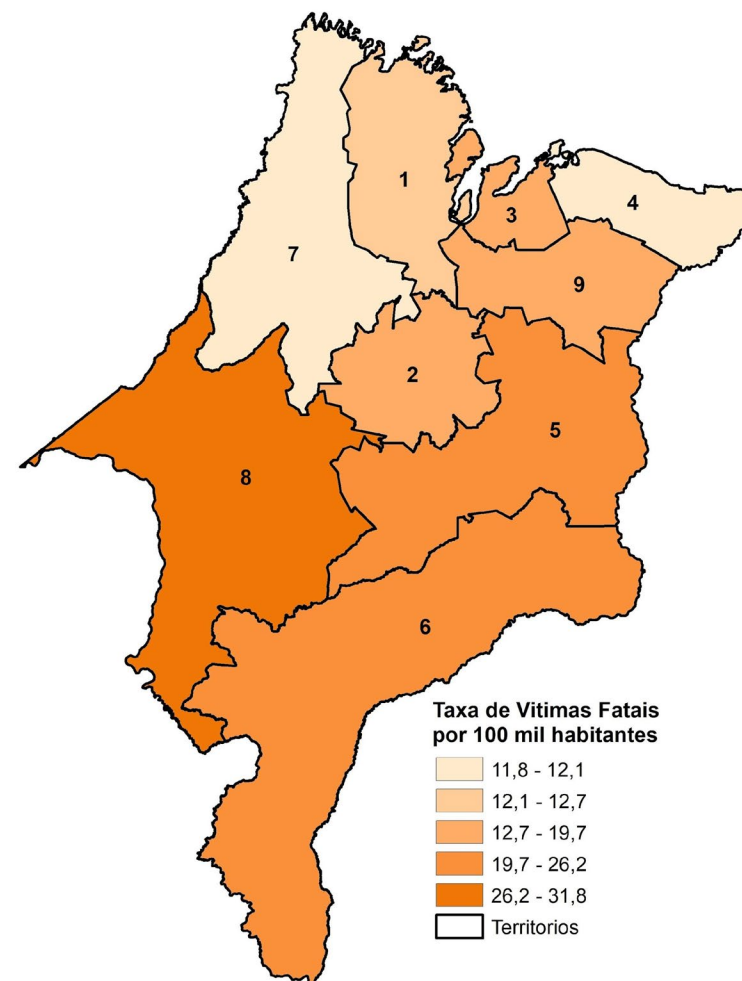 1
3
4
7
9
2
5
8
6
Taxa de Vitimas Fatais
por 100 mil habitantes
11,8 - 12,1
12,1 - 12,7
12,7 - 19,7
19,7 - 26,2
26,2 - 31,8
Territorios